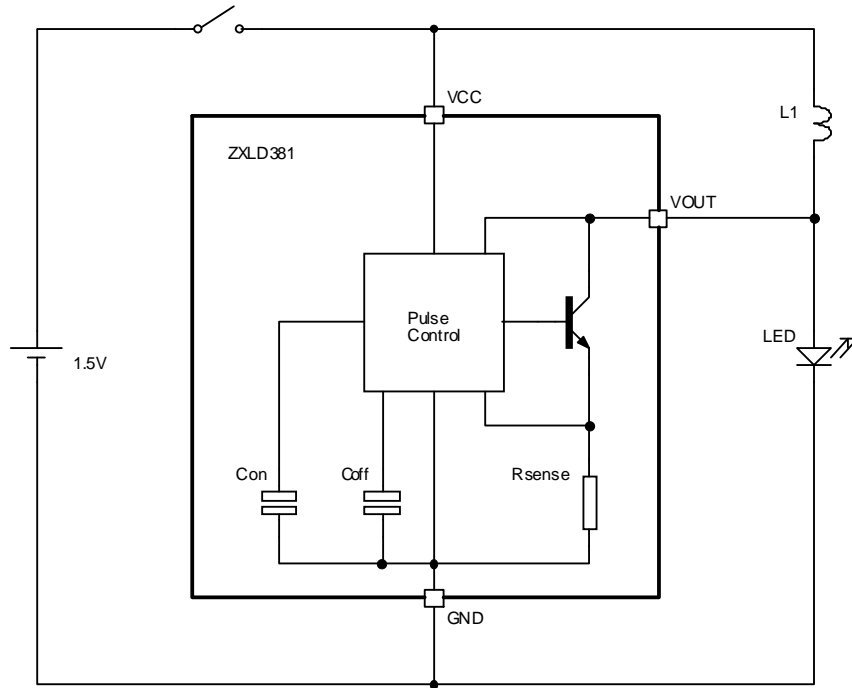 VCC
L1
ZXLD381
VOUT
Pulse
Control
LED
1.5V
Con
Coff
Rsense
GND